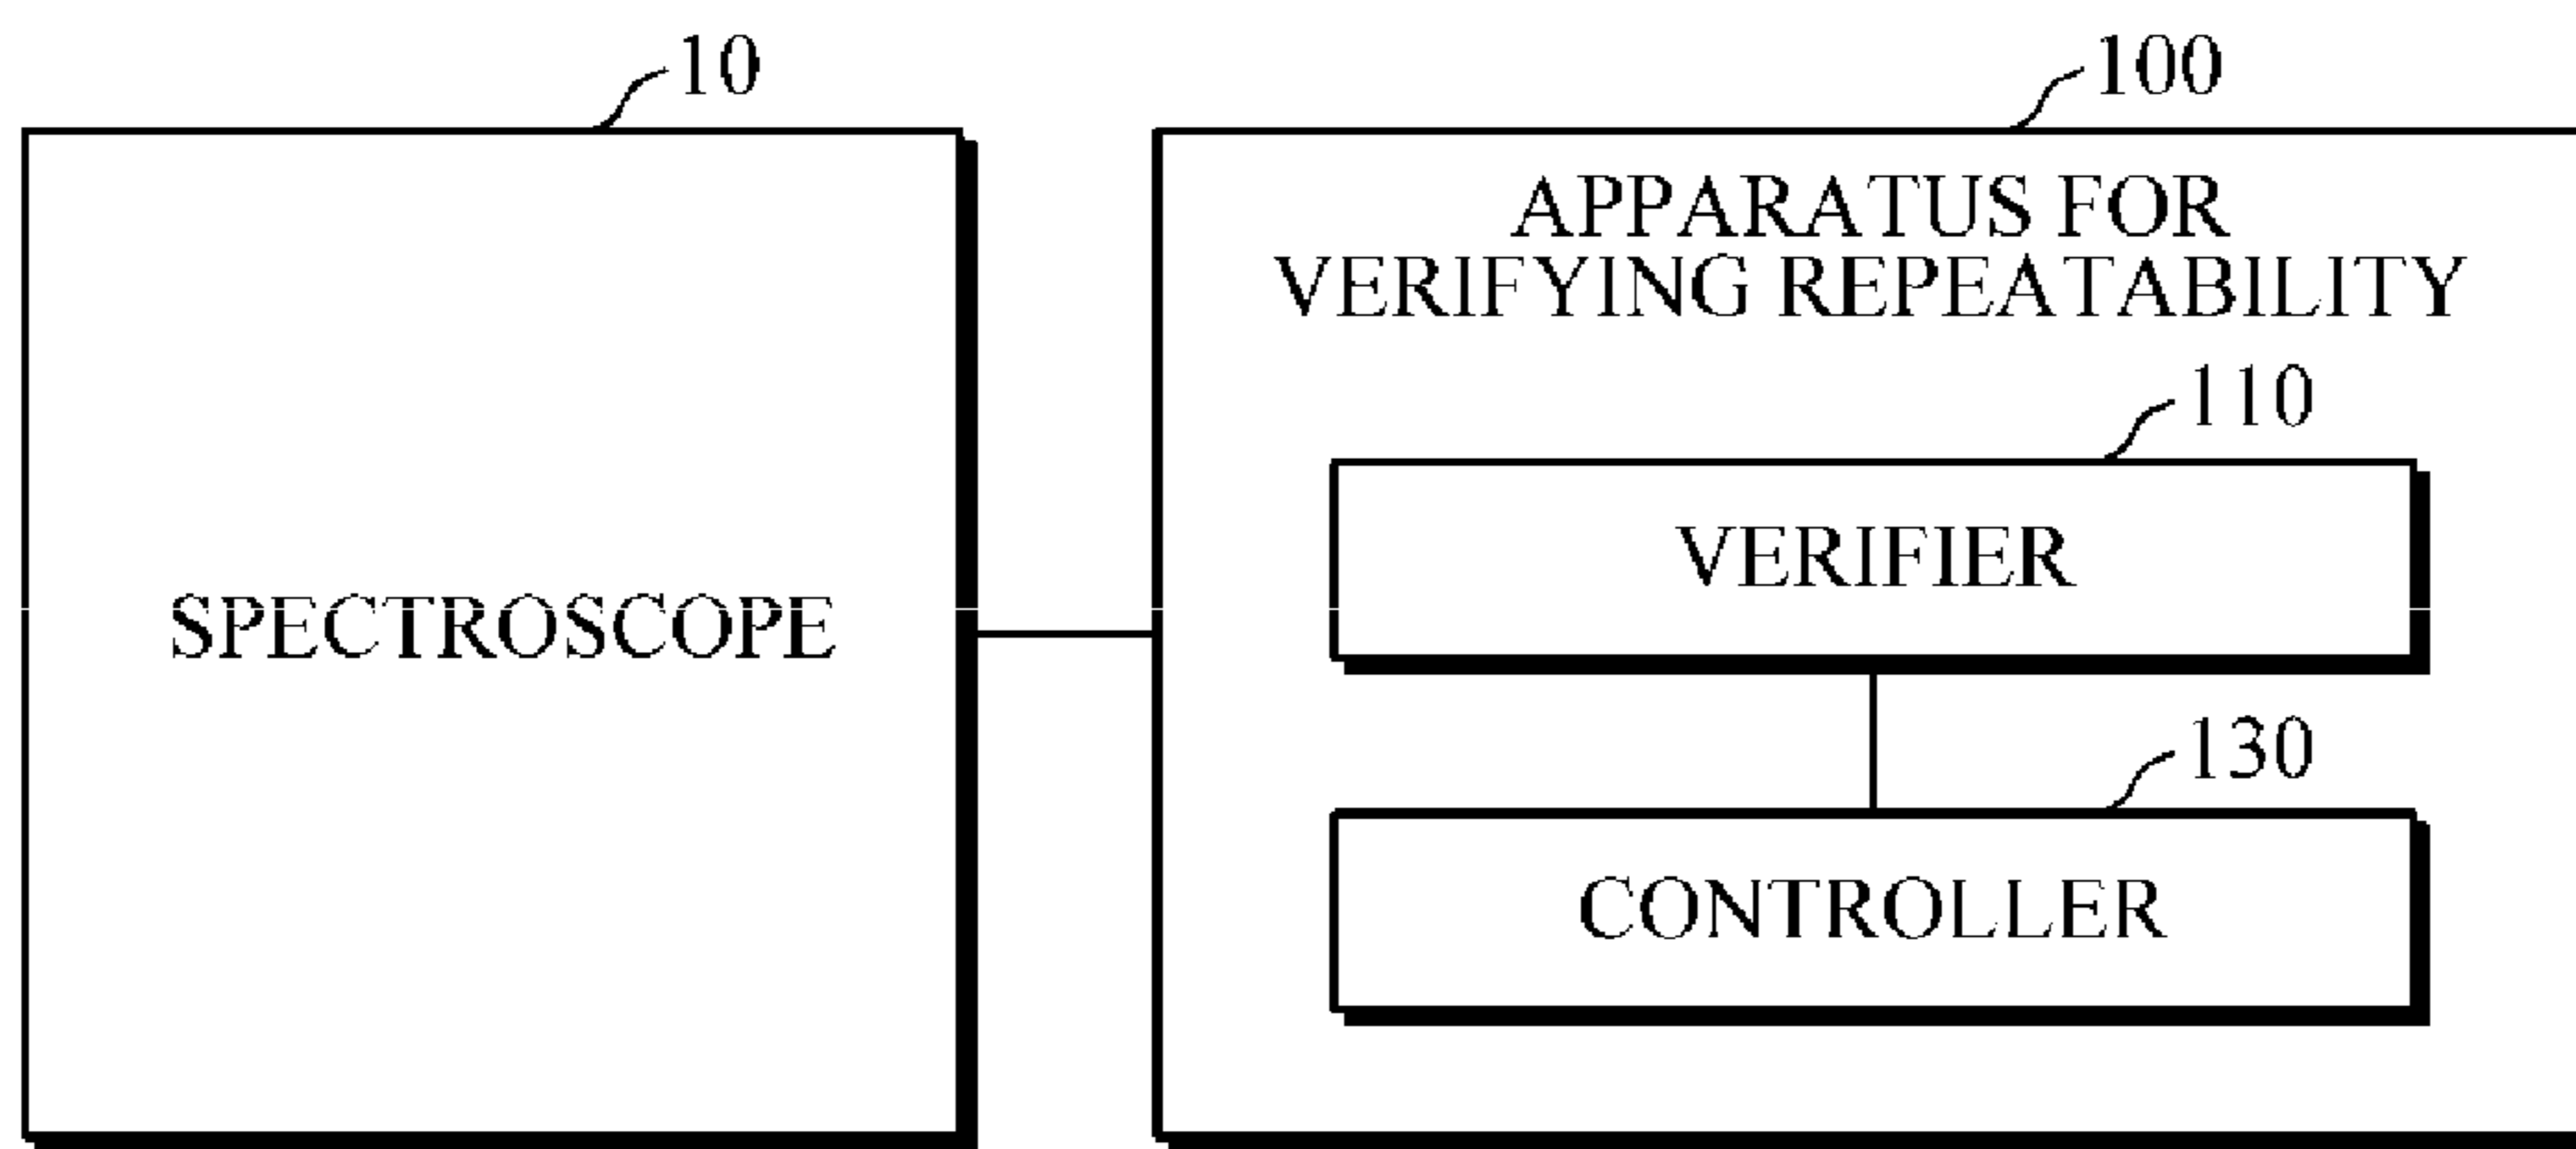 10
100
APPARATUS FOR
VERIFYING REPEATABILITY
110
VERIFIER
SPECTROSCOPE
130
CONTROLLER